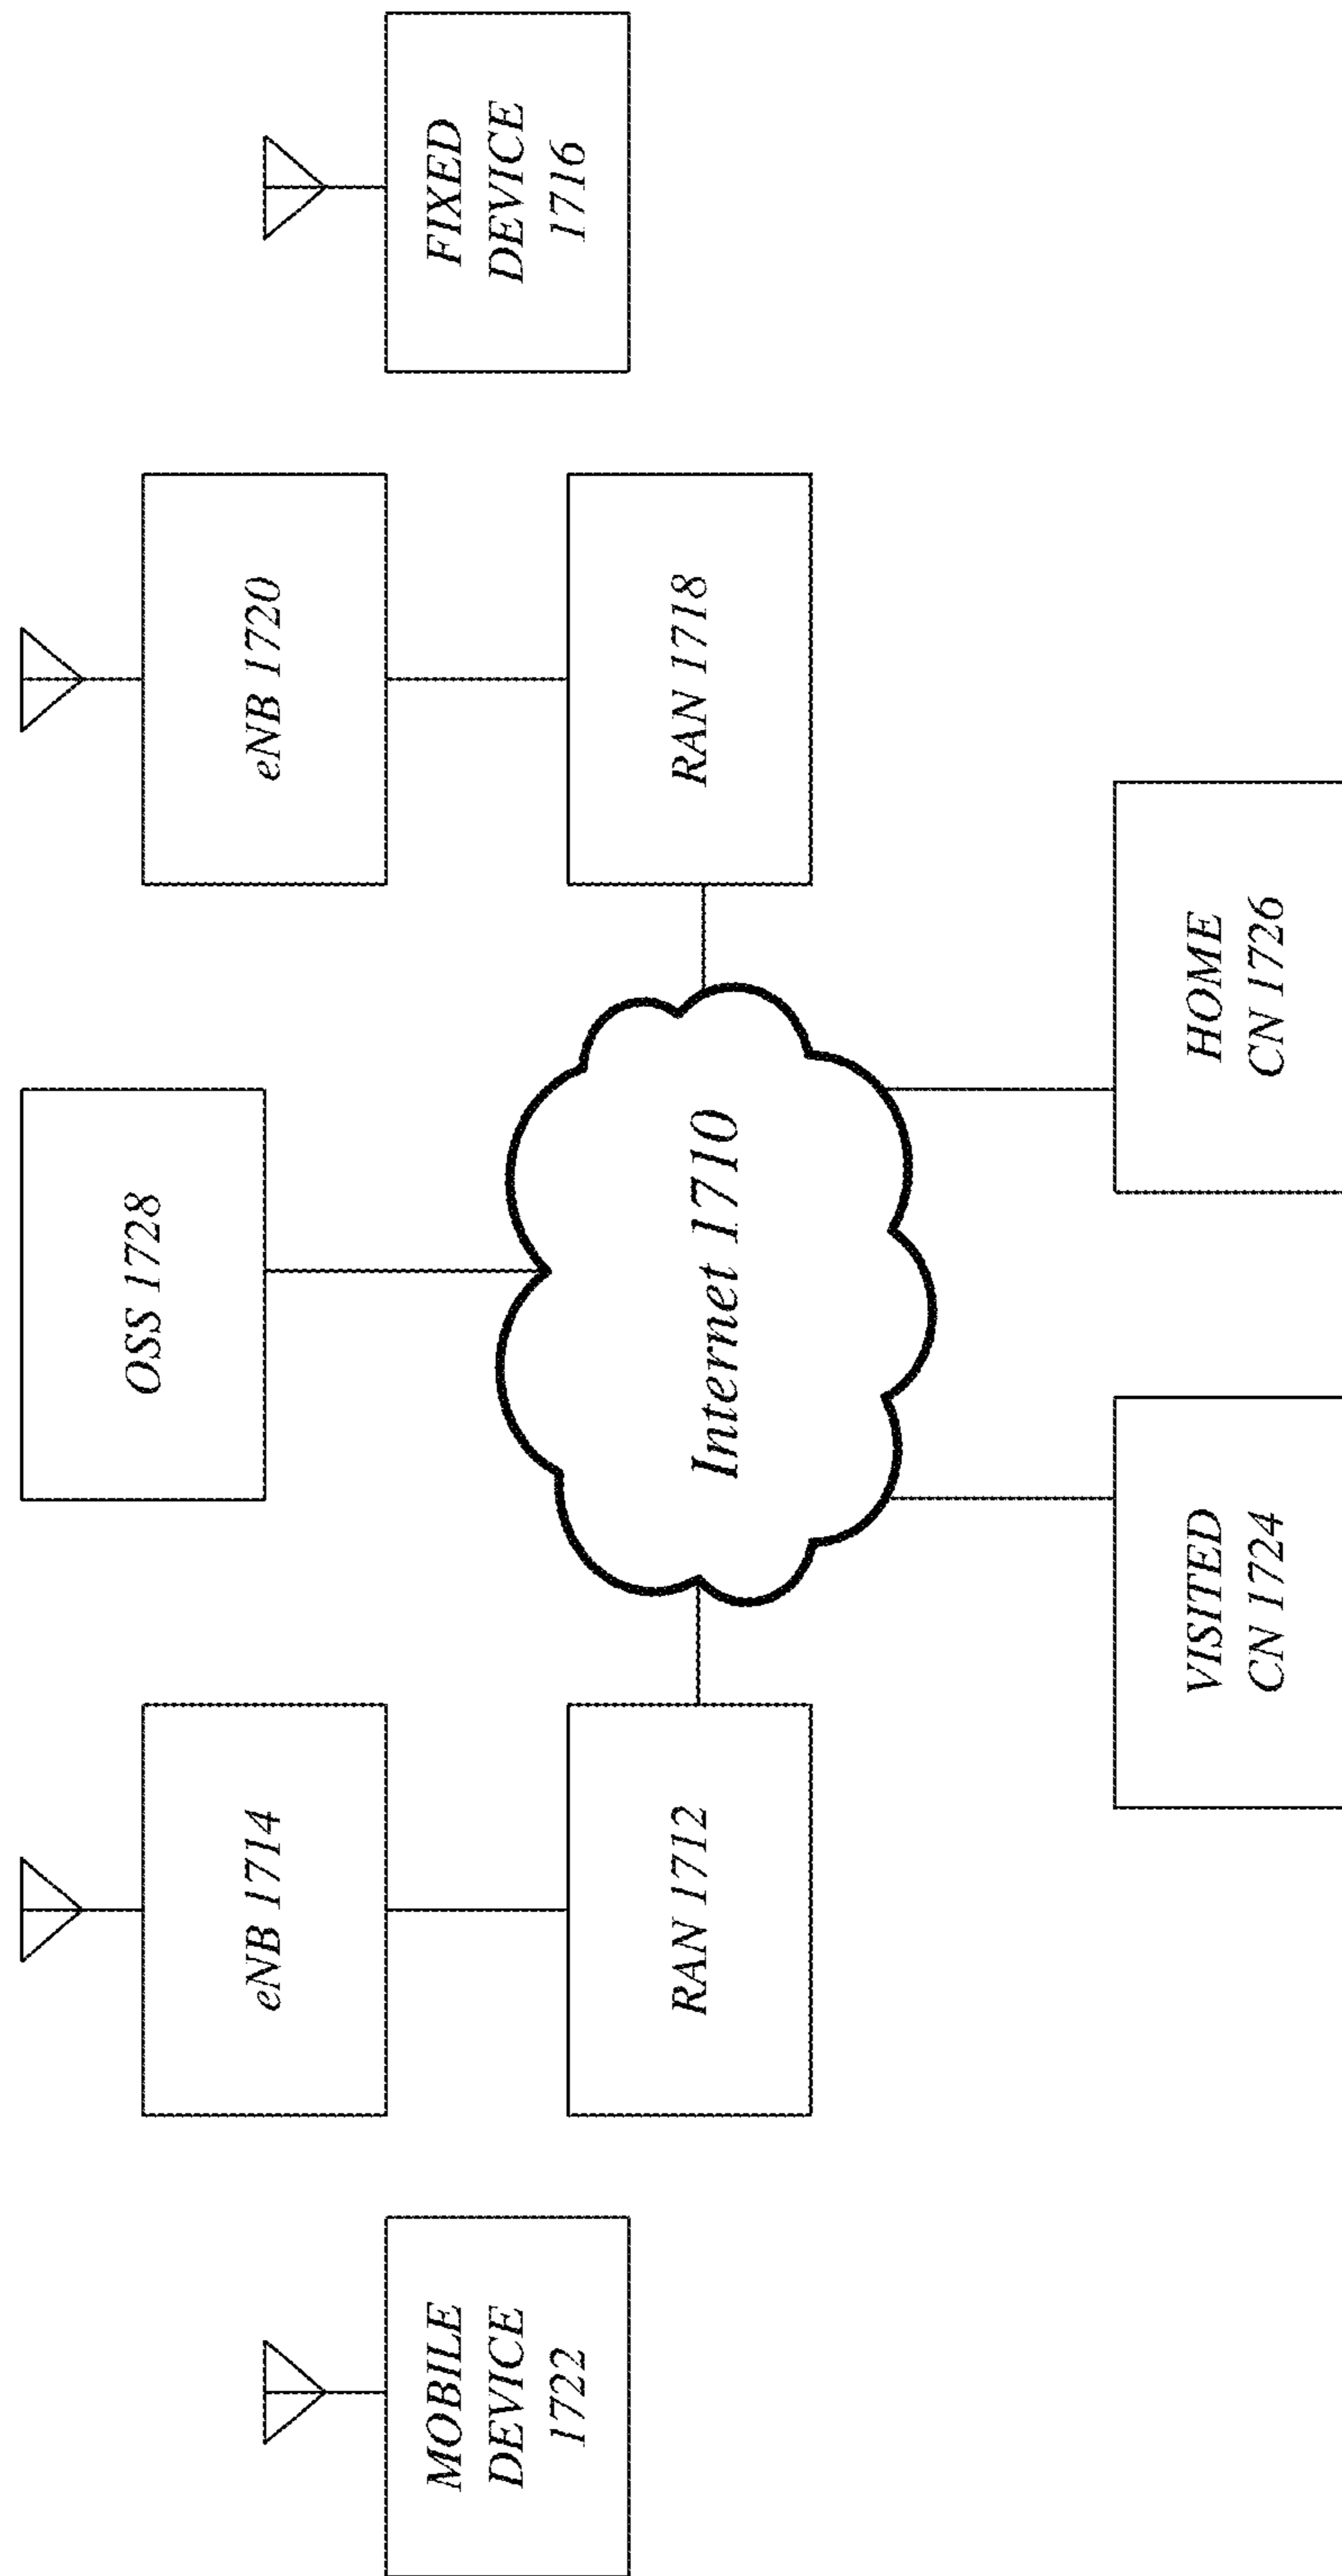 OSS 1728
eNB 1714
eNB 1720
MOBILE
DEVICE
1722
FIXED
DEVICE
1716
RAN 1712
Internet 1710
RAN 1718
VISITED
CN 1724
HOME
CN 1726